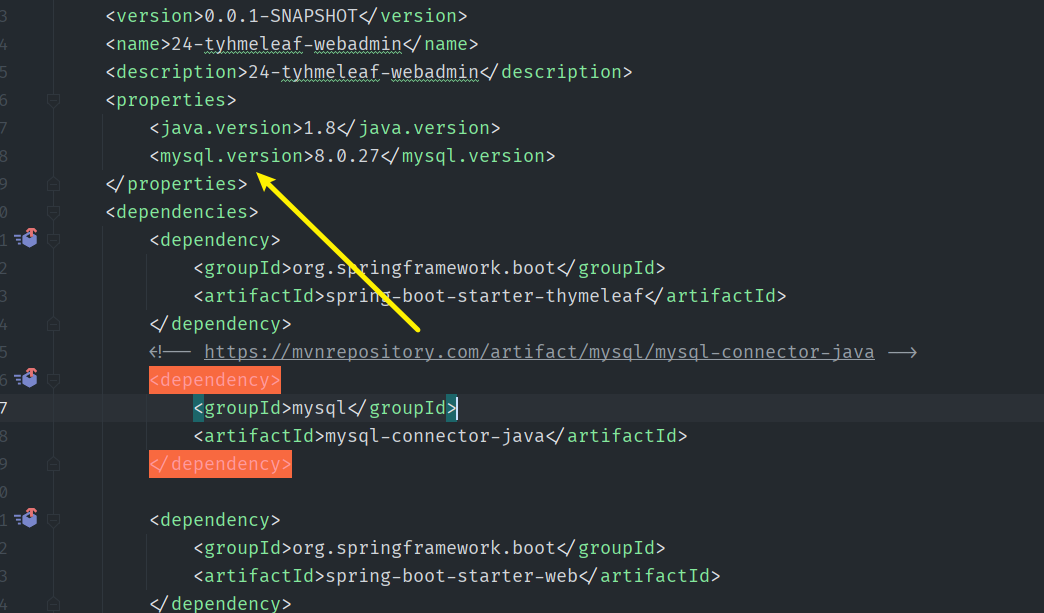 3 <version>0.0.1-SNAPSHOT</version>
4 <name>24-tyhmeleaf-webadmin</name>
5 <description>24-tyhmeleaf-webadmin</description>
6 <properties>
7 <java.version>1.8</java.version>
8 <mysql.version>8.0.27</mysql.version>
9 </properties>
0 <dependencies>
1 <dependency>
2 <groupId>org.springframework.boot</groupId>
3 <artifactId>spring-boot-starter-thymeleaf</artifactId>
4 </dependency>
5 <!-- https://mvnrepository.com/artifact/mysql/mysql-connector-java -->
6 <dependency>
7 <groupId>mysql</groupId>
8 <artifactId>mysql-connector-java</artifactId>
9 </dependency>
0
1 <dependency>
2 <groupId>org.springframework.boot</groupId>
3 <artifactId>spring-boot-starter-web</artifactId>
4 </dependency>